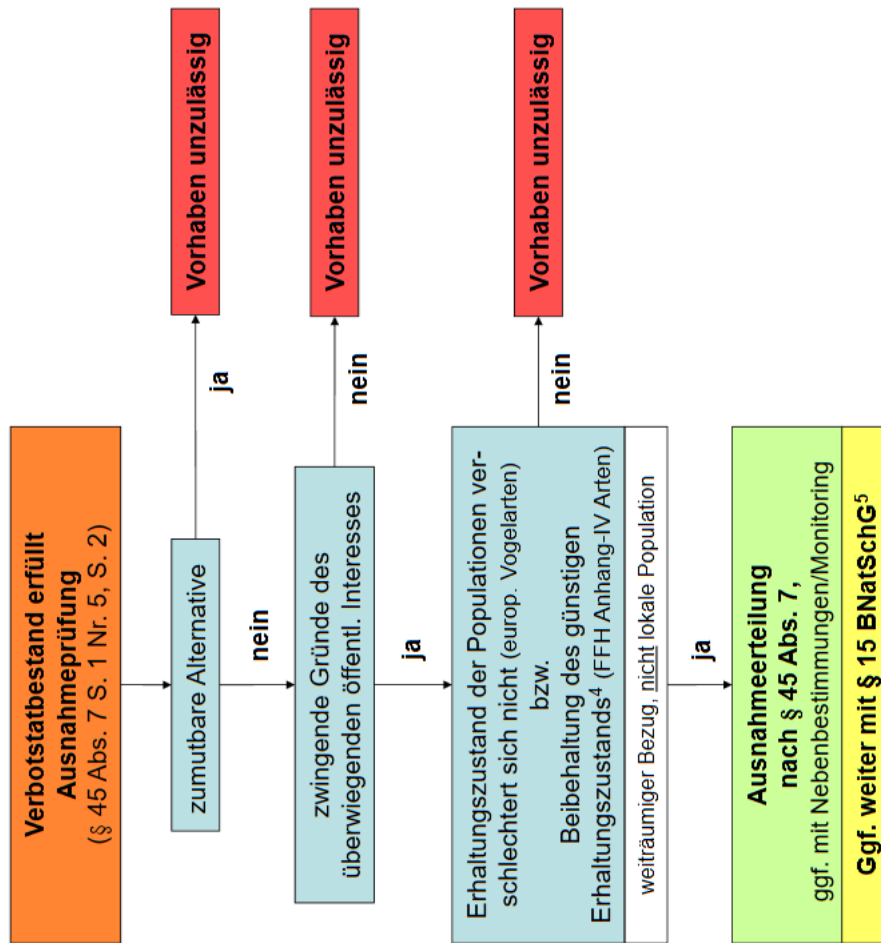 Verbotstatbestand erfüllt
Ausnahmeprüfung
(§ 45 Abs. 7 S. 1 Nr. 5, S. 2)
zumutbare Alternative
ja
Vorhaben unzulässig
nein
zwingende Gründe des
überwiegenden öffentl. Interesses
nein
Vorhaben unzulässig
ja
Erhaltungszustand der Populationen ver-
schlechtert sich nicht (europ. Vogelarten)
bzw.
Beibehaltung des günstigen
Erhaltungszustands⁴ (FFH Anhang-IV Arten)
weiträumiger Bezug, nicht lokale Population
nein
Vorhaben unzulässig
ja
Ausnahmeerteilung
nach § 45 Abs. 7,
ggf. mit Nebenbestimmungen/Monitoring
Ggf. weiter mit § 15 BNatSchG⁵